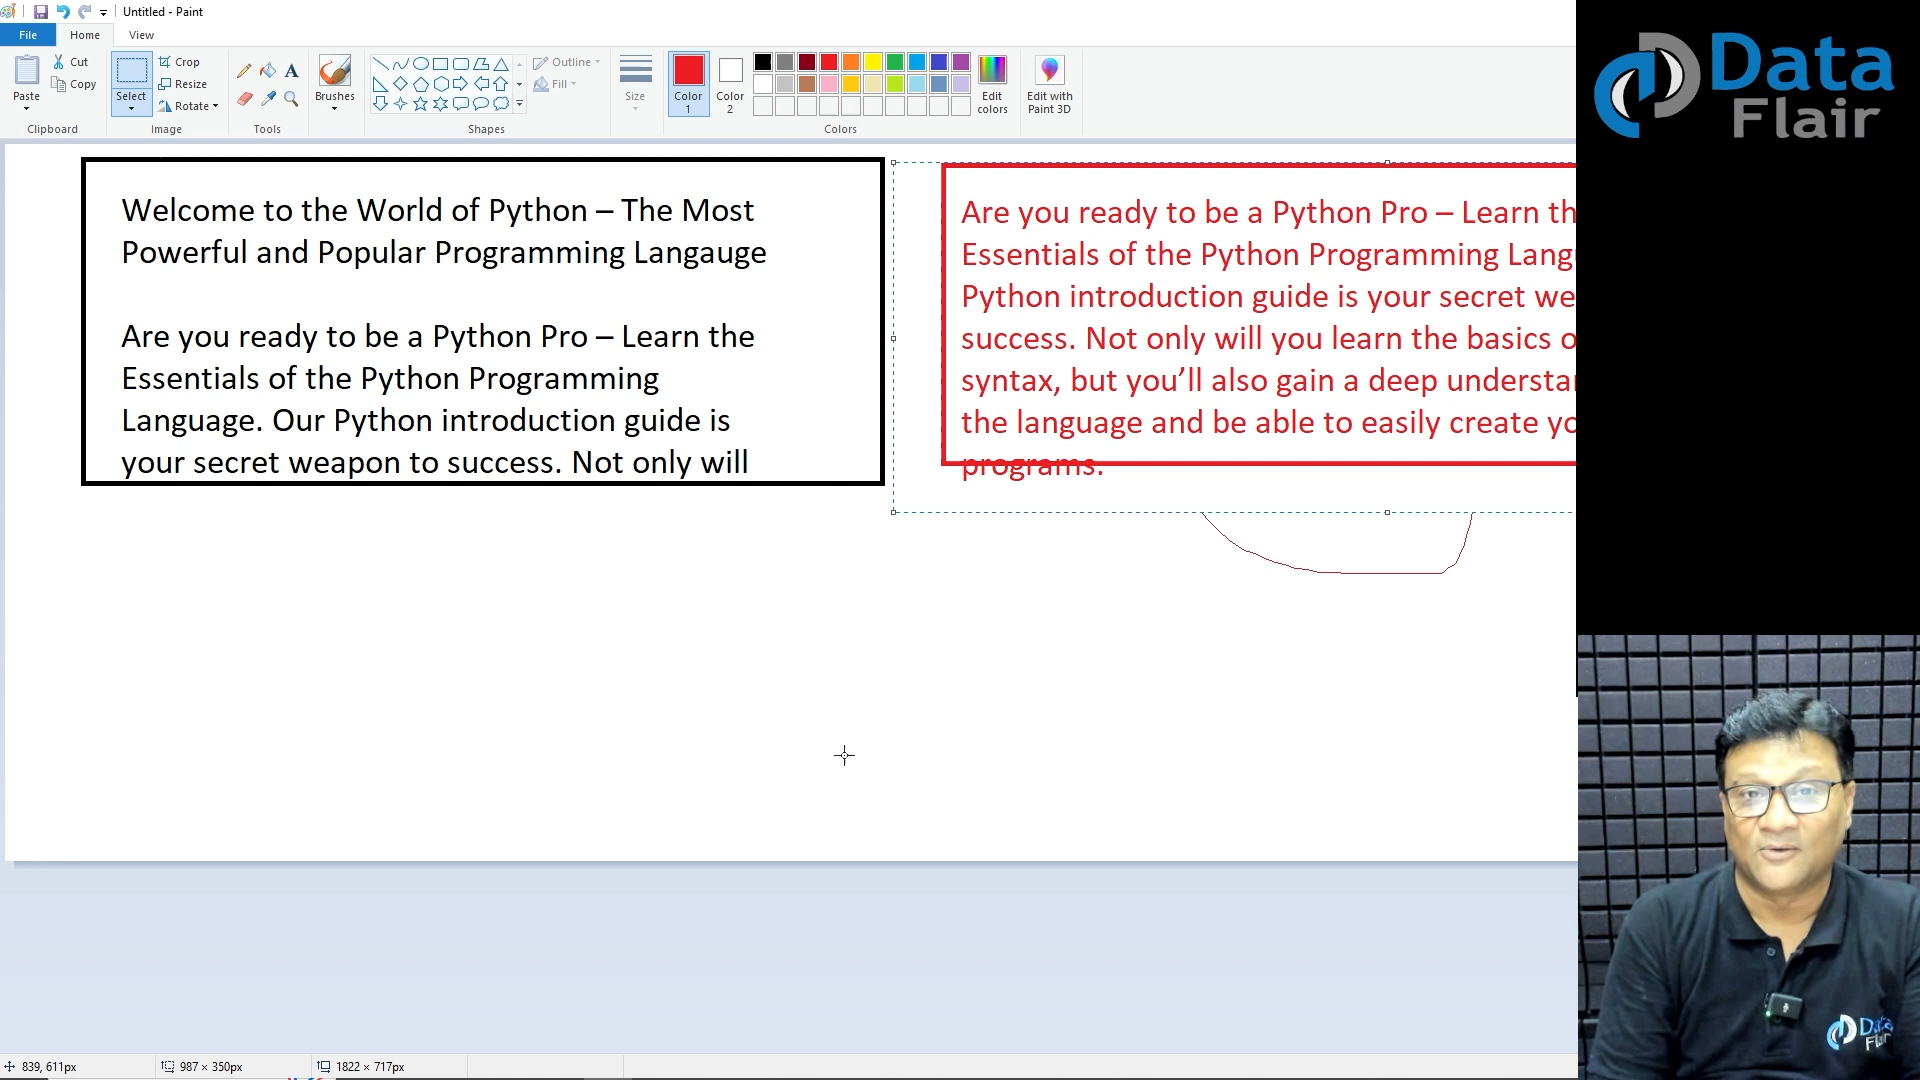 Untitled - Paint
File Home View
Paste
Cut
Copy
Clipboard
Select
Crop
Resize
Rotate
Image
Tools
Brushes
Shapes
Outline
Fill
Size
Color 1
Color 2
Edit colors
Colors
Edit with Paint 3D
Data
Flair
Welcome to the World of Python – The Most
Powerful and Popular Programming Langauge
Are you ready to be a Python Pro – Learn the
Essentials of the Python Programming
Language. Our Python introduction guide is
your secret weapon to success. Not only will
Are you ready to be a Python Pro – Learn th
Essentials of the Python Programming Lang
Python introduction guide is your secret we
success. Not only will you learn the basics o
syntax, but you’ll also gain a deep understa
the language and be able to easily create yo
programs.
Data
Flair
839, 611px
987 × 350px
1822 × 717px